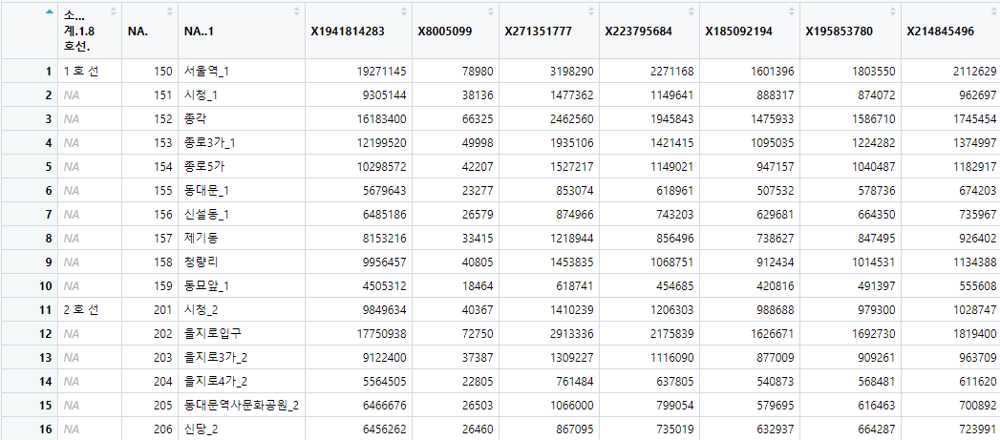 소...
계.1.8
호선. NA. NA..1 X1941814283 X8005099 X271351777 X223795684 X185092194 X195853780 X214845496
1 1 호 선 150 서울역_1 19271145 78980 3198290 2271168 1601396 1803550 2112629
2 NA 151 시청_1 9305144 38136 1477362 1149641 888317 874072 962697
3 NA 152 종각 16183400 66325 2462560 1945843 1475933 1586710 1745454
4 NA 153 종로3가_1 12199520 49998 1935106 1421415 1095035 1224282 1374997
5 NA 154 종로5가 10298572 42207 1527217 1149021 947157 1040487 1182917
6 NA 155 동대문_1 5679643 23277 853074 618961 507532 578736 674203
7 NA 156 신설동_1 6485186 26579 874966 743203 629681 664350 735967
8 NA 157 제기동 8153216 33415 1218944 856496 738627 847495 926402
9 NA 158 청량리 9956457 40805 1453835 1068751 912434 1014531 1134388
10 NA 159 동묘앞_1 4505312 18464 618741 454685 420816 491397 555608
11 2 호 선 201 시청_2 9849634 40367 1410239 1206303 988688 979300 1028747
12 NA 202 을지로입구 17750938 72750 2913336 2175839 1626671 1692730 1819400
13 NA 203 을지로3가_2 9122400 37387 1309227 1116090 877009 909261 963709
14 NA 204 을지로4가_2 5564505 22805 761484 637805 540873 568481 611620
15 NA 205 동대문역사문화공원_2 6466676 26503 1066000 799054 579695 616463 700892
16 NA 206 신당_2 6456262 26460 867095 735019 632937 664287 723991